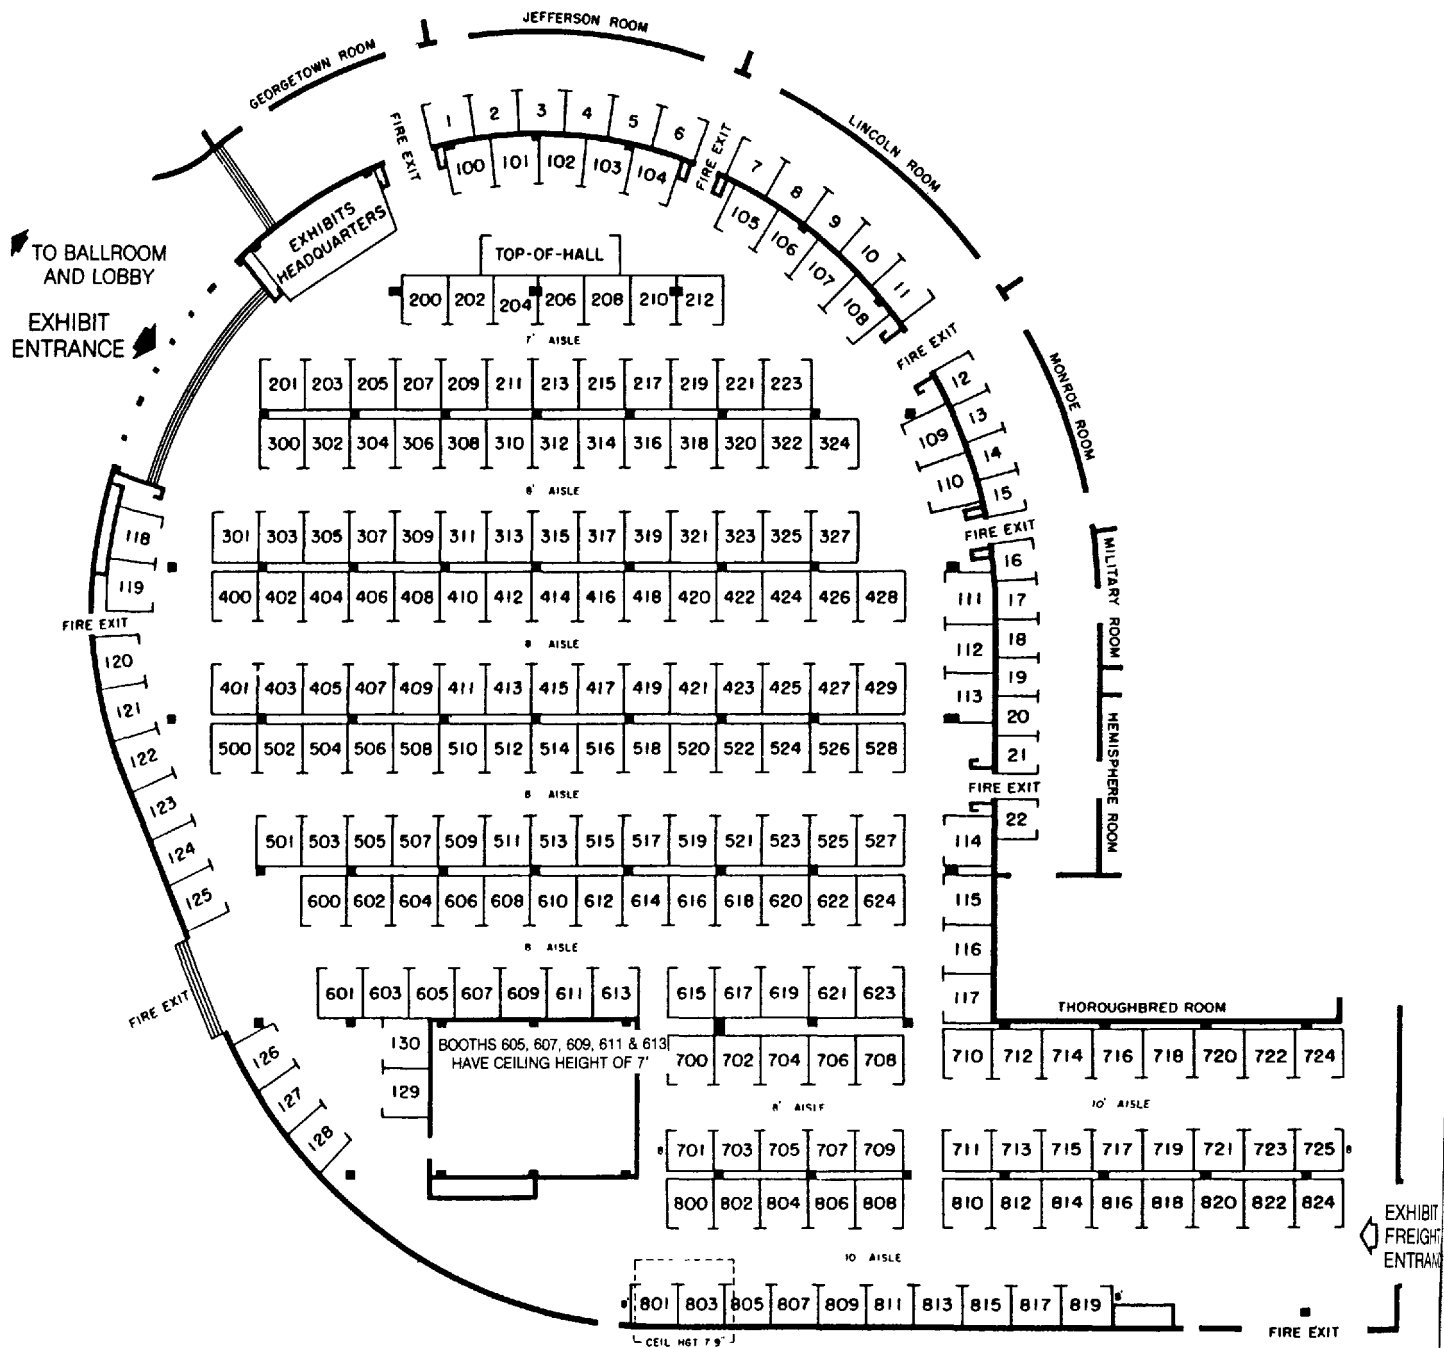 JEFFERSON ROOM
GEORGETOWN ROOM
LINCOLN ROOM
MONROE ROOM
MILITARY ROOM
HEMISPHERE ROOM
FIRE EXIT
1 2 3 4 5 6
100 101 102 103 104
FIRE EXIT
7 8 9 10 11
105 106 107 108
FIRE EXIT
EXHIBITS
HEADQUARTERS
TO BALLROOM
AND LOBBY
EXHIBIT
ENTRANCE
TOP-OF-HALL
200 202 204 206 208 210 212
7' AISLE
201 203 205 207 209 211 213 215 217 219 221 223
300 302 304 306 308 310 312 314 316 318 320 322 324
8' AISLE
12 13 14 15
109 110
FIRE EXIT
301 303 305 307 309 311 313 315 317 319 321 323 325 327
400 402 404 406 408 410 412 414 416 418 420 422 424 426 428
8 AISLE
118
119
FIRE EXIT
16
17
18
19
20
21
111
112
113
FIRE EXIT
22
401 403 405 407 409 411 413 415 417 419 421 423 425 427 429
500 502 504 506 508 510 512 514 516 518 520 522 524 526 528
8 AISLE
120
121
122
123
124
125
FIRE EXIT
501 503 505 507 509 511 513 515 517 519 521 523 525 527
600 602 604 606 608 610 612 614 616 618 620 622 624
8 AISLE
114
115
116
117
601 603 605 607 609 611 613
615 617 619 621 623
THOROUGHBRED ROOM
130
129
BOOTHS 605, 607, 609, 611 & 613
HAVE CEILING HEIGHT OF 7'
700 702 704 706 708
710 712 714 716 718 720 722 724
126
127
128
8' AISLE
10' AISLE
8
701 703 705 707 709
711 713 715 717 719 721 723 725
8
800 802 804 806 808
810 812 814 816 818 820 822 824
EXHIBIT
FREIGHT
10 AISLE
8'
801 803 805 807 809 811 813 815 817 819
8'
CEIL HGT 7 9"
FIRE EXIT